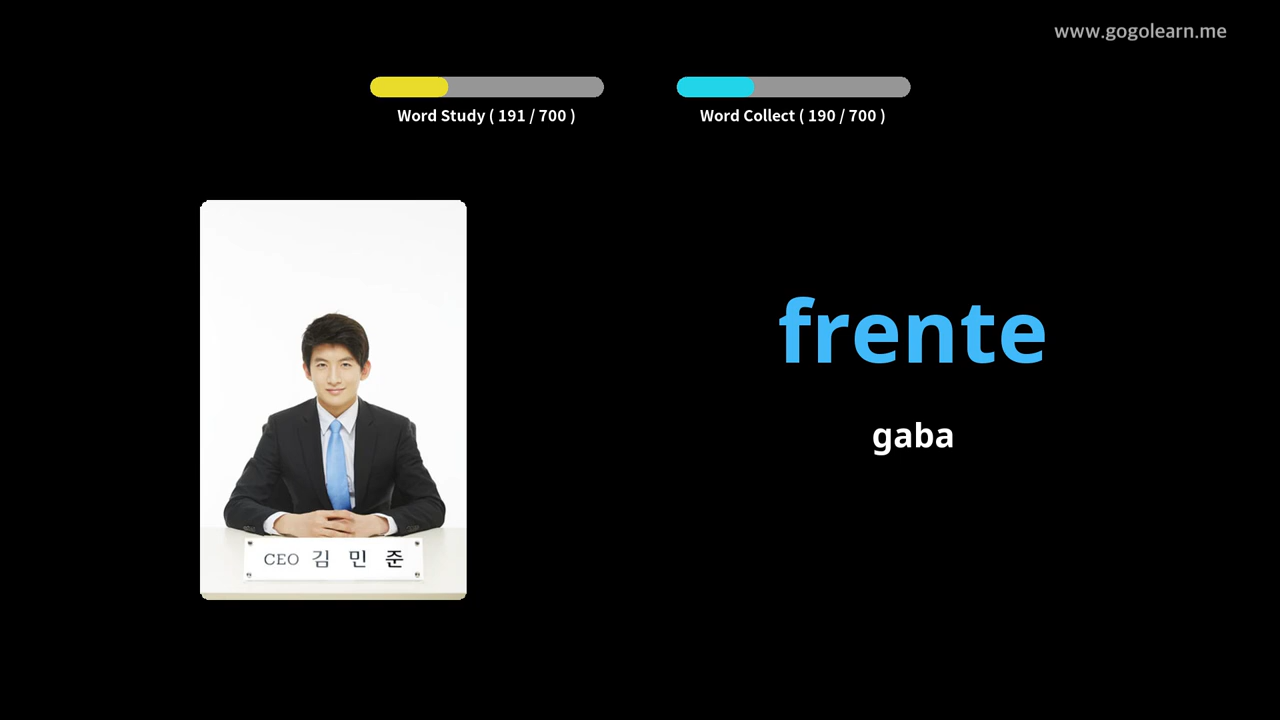 www.gogolearn.me
Word Study ( 191 / 700 )
Word Collect ( 190 / 700 )
frente
gaba
CEO 김 민 준